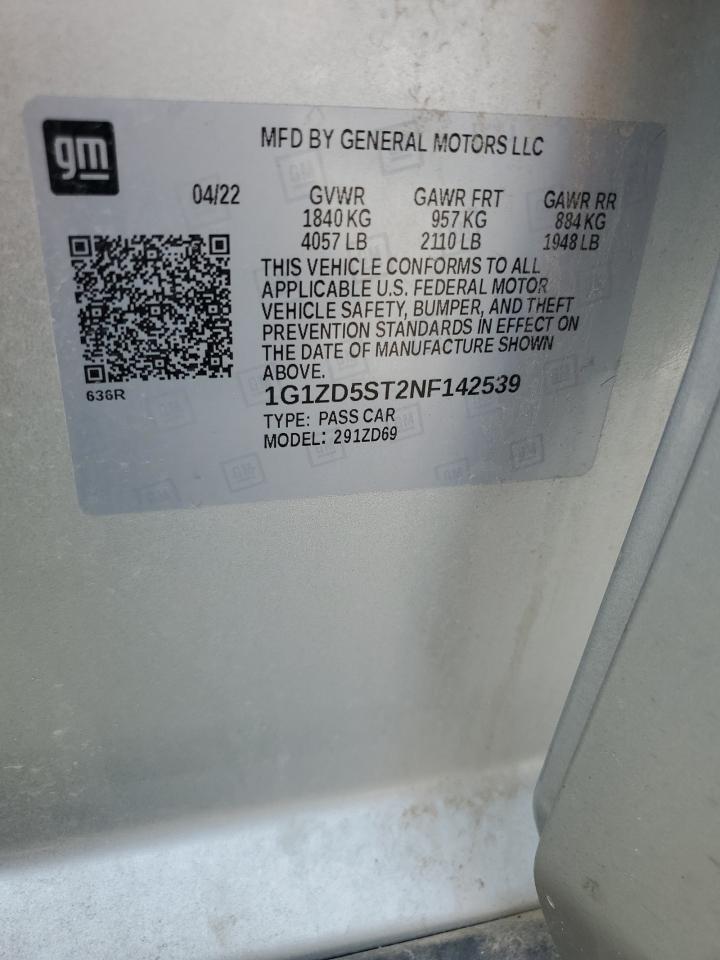 gm
MFD BY GENERAL MOTORS LLC
04/22 GVWR GAWR FRT GAWR RR
1840 KG 957 KG 884 KG
4057 LB 2110 LB 1948 LB
THIS VEHICLE CONFORMS TO ALL
APPLICABLE U.S. FEDERAL MOTOR
VEHICLE SAFETY, BUMPER, AND THEFT
PREVENTION STANDARDS IN EFFECT ON
THE DATE OF MANUFACTURE SHOWN
ABOVE.
636R
1G1ZD5ST2NF142539
TYPE: PASS CAR
MODEL: 291ZD69